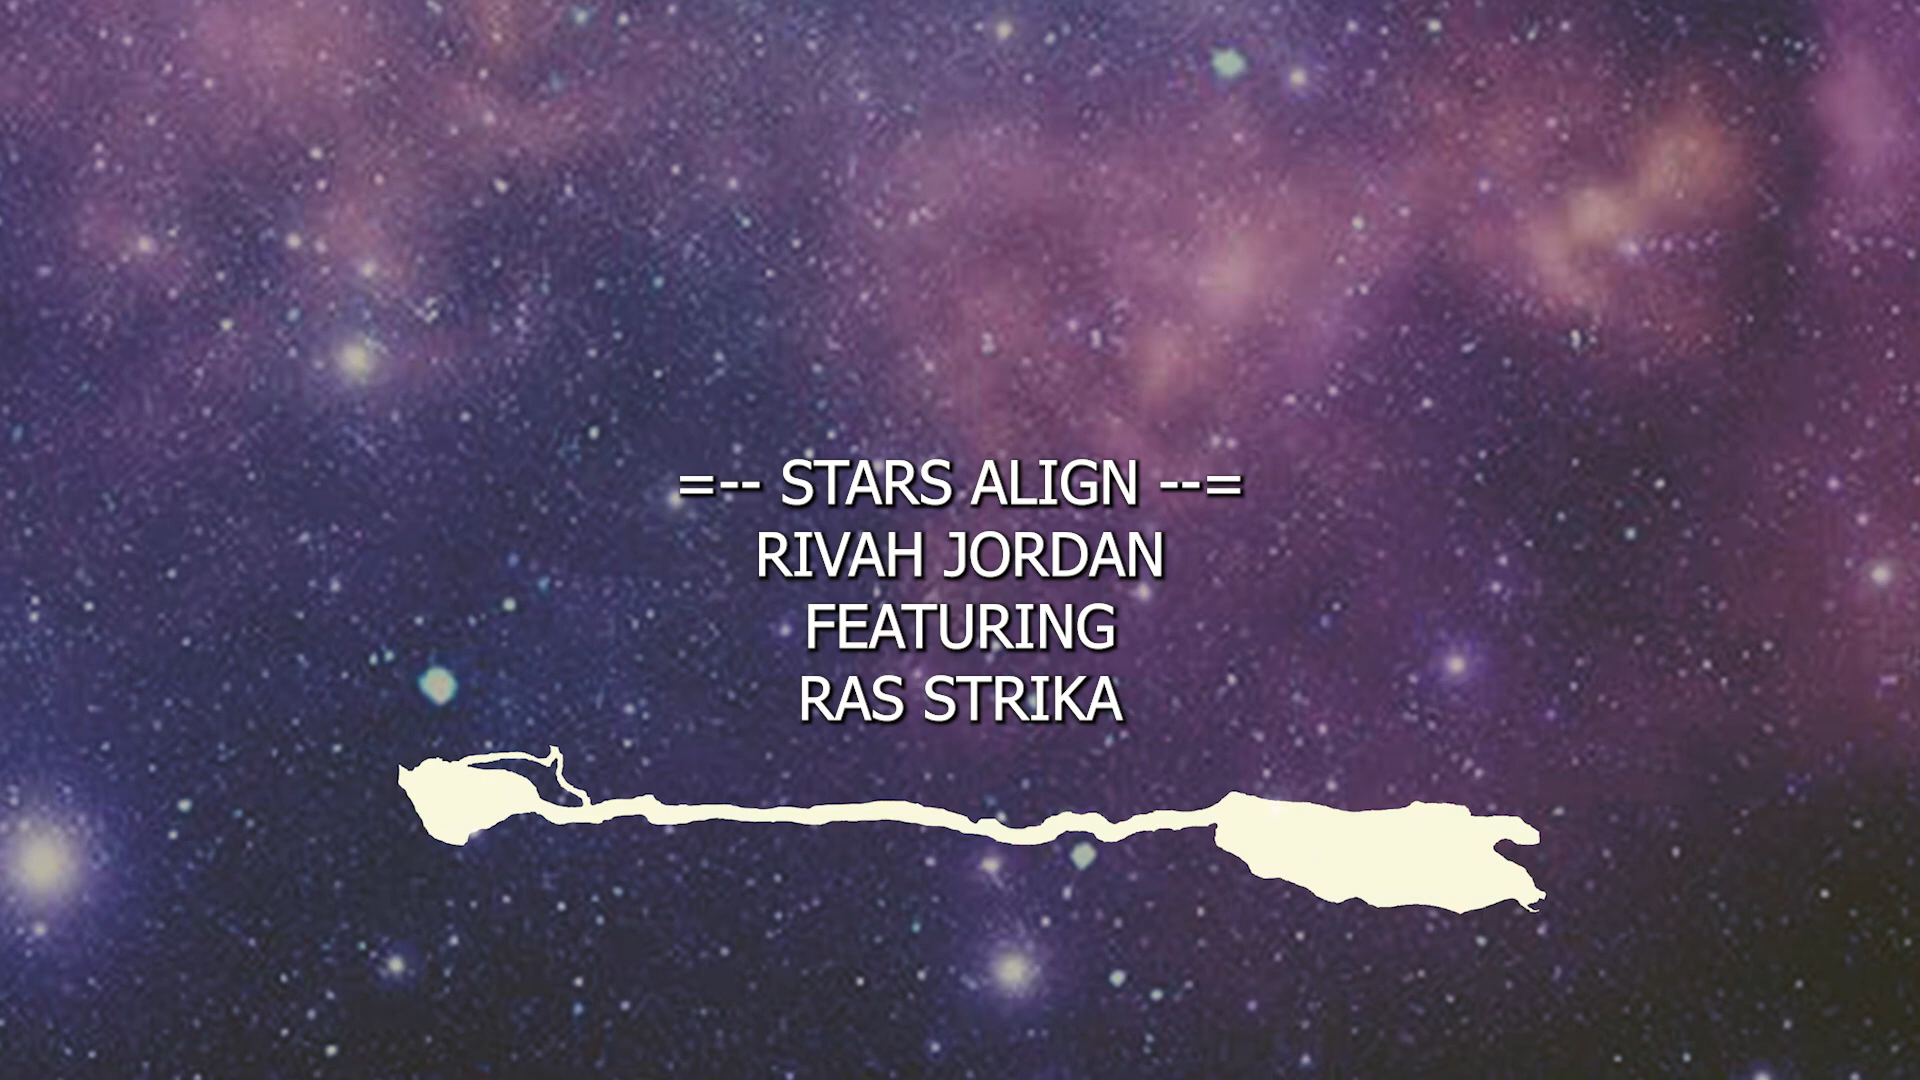 =-- STARS ALIGN --=
RIVAH JORDAN
FEATURING
RAS STRIKA